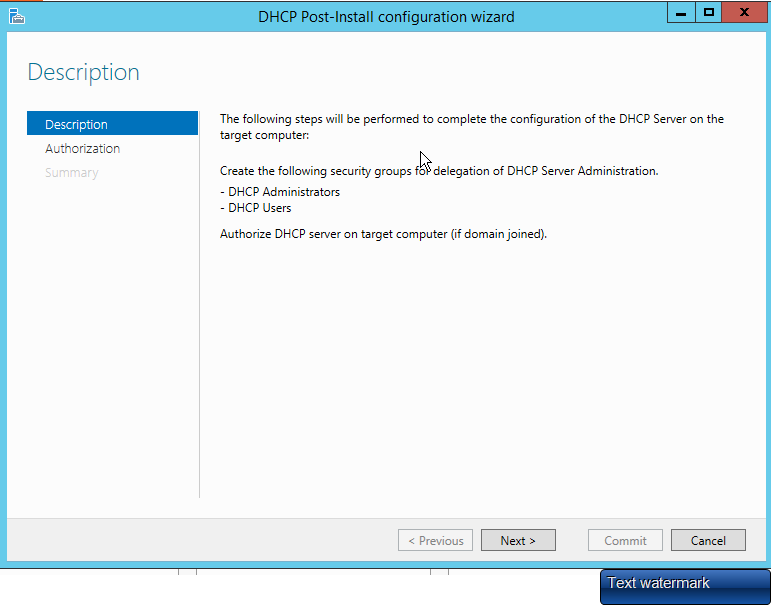 DHCP Post-Install configuration wizard
X
Description
Description
Authorization
Summary
The following steps will be performed to complete the configuration of the DHCP Server on the
target computer:
Create the following security groups for delegation of DHCP Server Administration.
- DHCP Administrators
- DHCP Users
Authorize DHCP server on target computer (if domain joined).
< Previous
Next >
Commit
Cancel
Text watermark